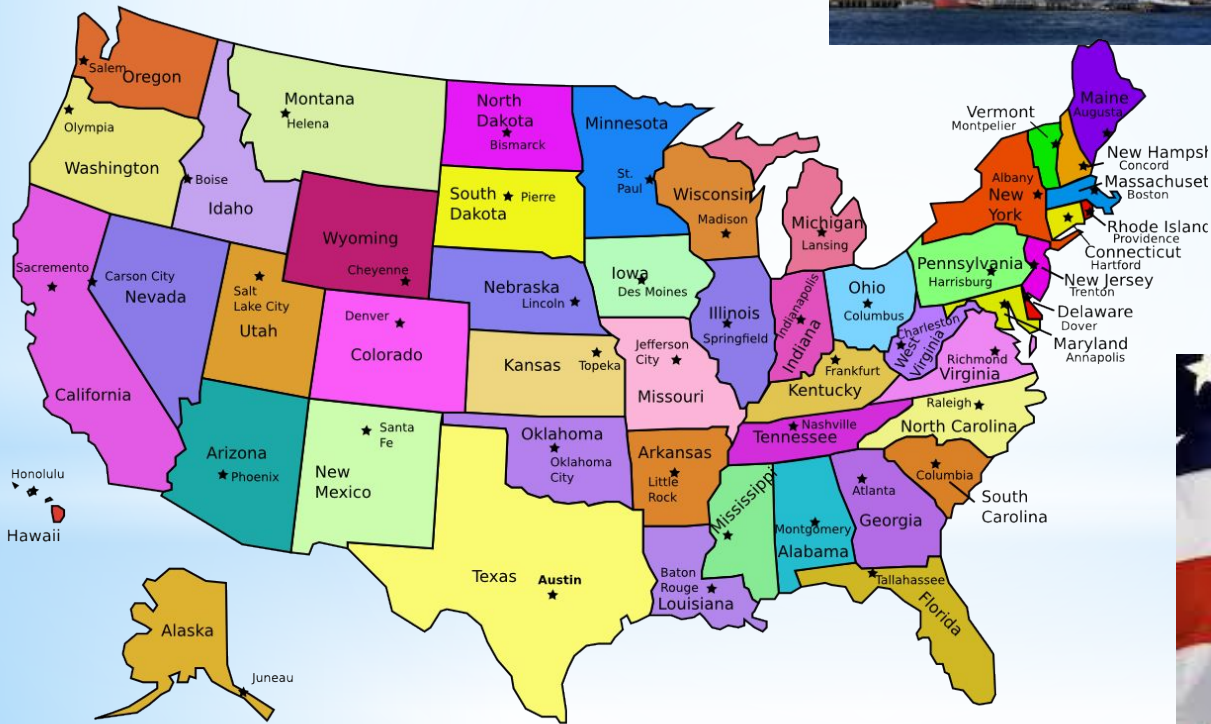 Salem
Oregon
Olympia
Washington
Boise
Idaho
Montana
Helena
North
Dakota
Bismarck
South
Dakota
Pierre
Minnesota
St.
Paul
Wisconsin
Madison
Michigan
Lansing
Wyoming
Cheyenne
Sacremento
California
Carson City
Nevada
Salt
Lake City
Utah
Denver
Colorado
Nebraska
Lincoln
Iowa
Des Moines
Kansas
Topeka
Jefferson
City
Missouri
Illinois
Springfield
Indianapolis
Indiana
Ohio
Columbus
Frankfurt
Kentucky
Charleston
West
Virginia
Richmond
Virginia
Pennsylvania
Harrisburg
Albany
New
York
Vermont
Montpelier
Maine
Augusta
New Hampsh
Concord
Massachuset
Boston
Rhode Island
Providence
Connecticut
Hartford
New Jersey
Trenton
Delaware
Dover
Maryland
Annapolis
Arizona
Phoenix
Santa
Fe
New
Mexico
Oklahoma
Oklahoma
City
Arkansas
Little
Rock
Nashville
Tennessee
Raleigh
North Carolina
Columbia
South
Carolina
Atlanta
Georgia
Montgomery
Alabama
Mississippi
Baton
Rouge
Louisiana
Texas
Austin
Tallahassee
Florida
Honolulu
Hawaii
Alaska
Juneau